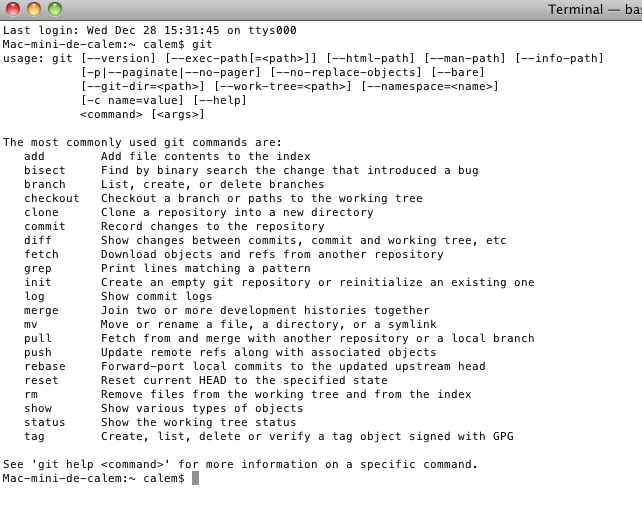 Terminal — ba
Last login: Wed Dec 28 15:31:45 on ttys000
Mac-mini-de-calem:~ calem$ git
usage: git [--version] [--exec-path[=<path>]] [--html-path] [--man-path] [--info-path]
           [-p|--paginate|--no-pager] [--no-replace-objects] [--bare]
           [--git-dir=<path>] [--work-tree=<path>] [--namespace=<name>]
           [-c name=value] [--help]
           <command> [<args>]

The most commonly used git commands are:
   add        Add file contents to the index
   bisect     Find by binary search the change that introduced a bug
   branch     List, create, or delete branches
   checkout   Checkout a branch or paths to the working tree
   clone      Clone a repository into a new directory
   commit     Record changes to the repository
   diff       Show changes between commits, commit and working tree, etc
   fetch      Download objects and refs from another repository
   grep       Print lines matching a pattern
   init       Create an empty git repository or reinitialize an existing one
   log        Show commit logs
   merge      Join two or more development histories together
   mv         Move or rename a file, a directory, or a symlink
   pull       Fetch from and merge with another repository or a local branch
   push       Update remote refs along with associated objects
   rebase     Forward-port local commits to the updated upstream head
   reset      Reset current HEAD to the specified state
   rm         Remove files from the working tree and from the index
   show       Show various types of objects
   status     Show the working tree status
   tag        Create, list, delete or verify a tag object signed with GPG

See 'git help <command>' for more information on a specific command.
Mac-mini-de-calem:~ calem$